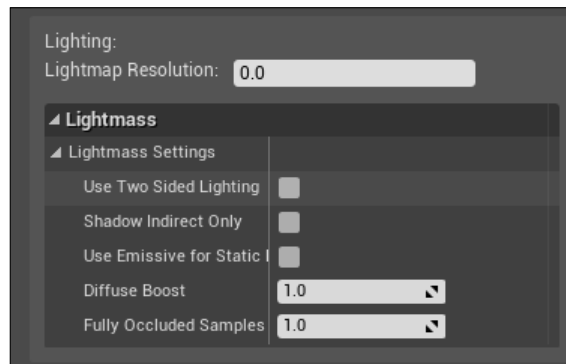 Lighting:
Lightmap Resolution: 0.0
Lightmass
Lightmass Settings
Use Two Sided Lighting
Shadow Indirect Only
Use Emissive for Static
Diffuse Boost 1.0
Fully Occluded Samples 1.0